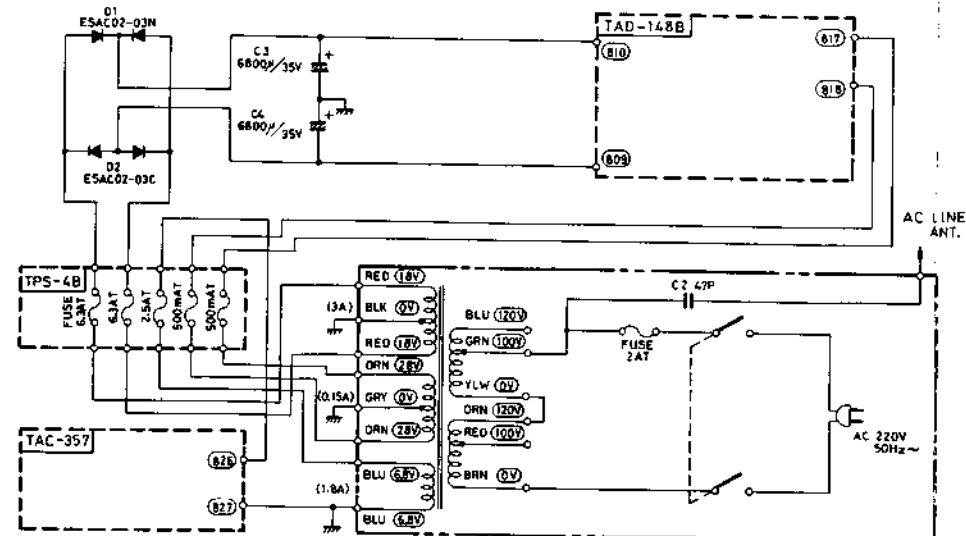 D1
ESAC02-03N
C3
6800µ/35V
C4
6800µ/35V
D2
ESAC02-03C
TAD-148B
810
817
818
809
AC LINE
ANT.
TPS-4B
FUSE
6.3AT
6.3AT
2.5AT
500mAT
500mAT
RED 18V
(3A)
BLK 0V
RED 18V
ORN 28V
(0.15A)
GRY 0V
ORN 28V
BLU 6.8V
(1.8A)
BLU 6.8V
C2 47P
BLU 120V
GRN 100V
YLW 0V
ORN 120V
RED 100V
BRN 0V
FUSE
2AT
AC 220V
50Hz~
TAC-357
826
827